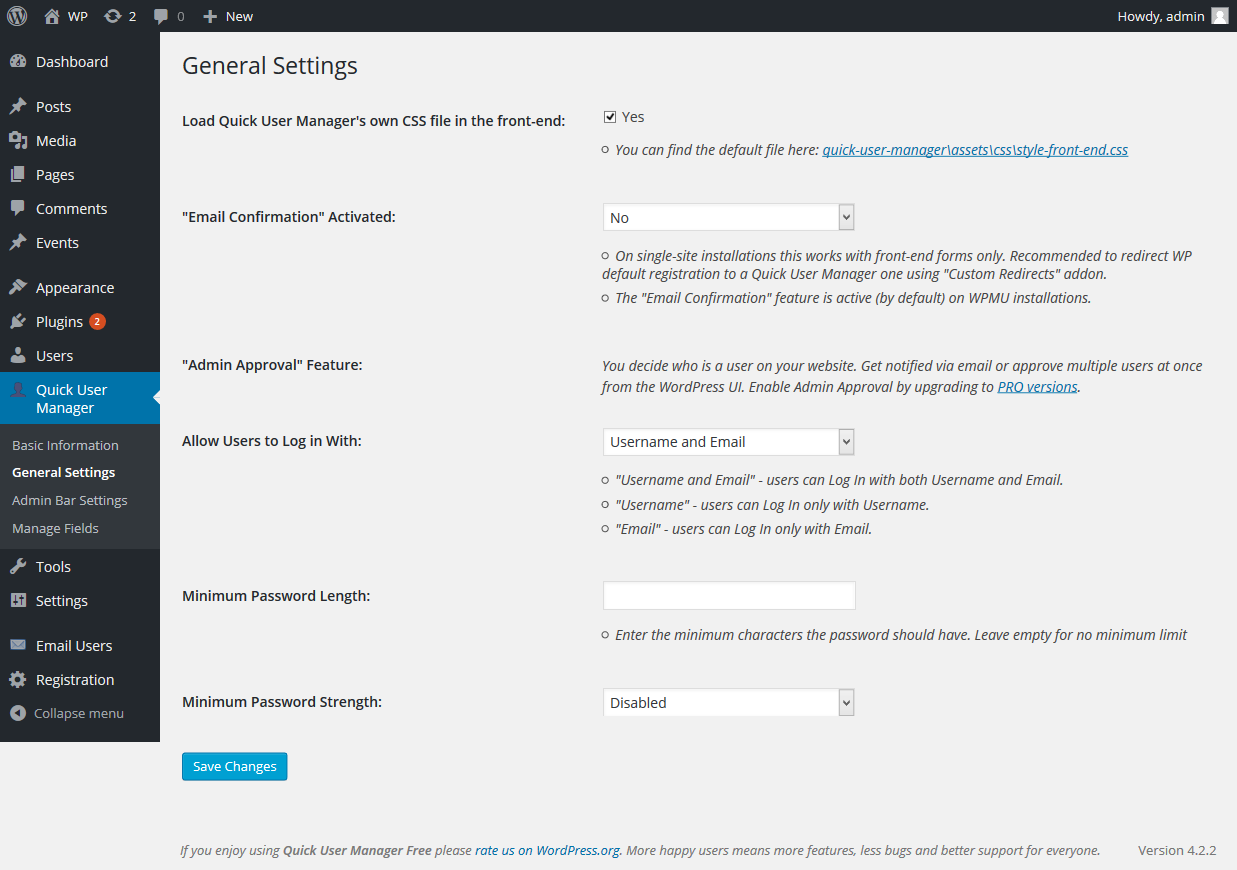 WP 2 0 New Howdy, admin
Dashboard
Posts
Media
Pages
Comments
Events
Appearance
Plugins 2
Users
Quick User
Manager
Basic Information
General Settings
Admin Bar Settings
Manage Fields
Tools
Settings
Email Users
Registration
Collapse menu
General Settings
Load Quick User Manager's own CSS file in the front-end:
Yes
You can find the default file here: quick-user-manager\assets\css\style-front-end.css
"Email Confirmation" Activated:
No
On single-site installations this works with front-end forms only. Recommended to redirect WP
default registration to a Quick User Manager one using "Custom Redirects" addon.
The "Email Confirmation" feature is active (by default) on WPMU installations.
"Admin Approval" Feature:
You decide who is a user on your website. Get notified via email or approve multiple users at once
from the WordPress UI. Enable Admin Approval by upgrading to PRO versions.
Allow Users to Log in With:
Username and Email
"Username and Email" - users can Log In with both Username and Email.
"Username" - users can Log In only with Username.
"Email" - users can Log In only with Email.
Minimum Password Length:
Enter the minimum characters the password should have. Leave empty for no minimum limit
Minimum Password Strength:
Disabled
Save Changes
If you enjoy using Quick User Manager Free please rate us on WordPress.org. More happy users means more features, less bugs and better support for everyone.
Version 4.2.2